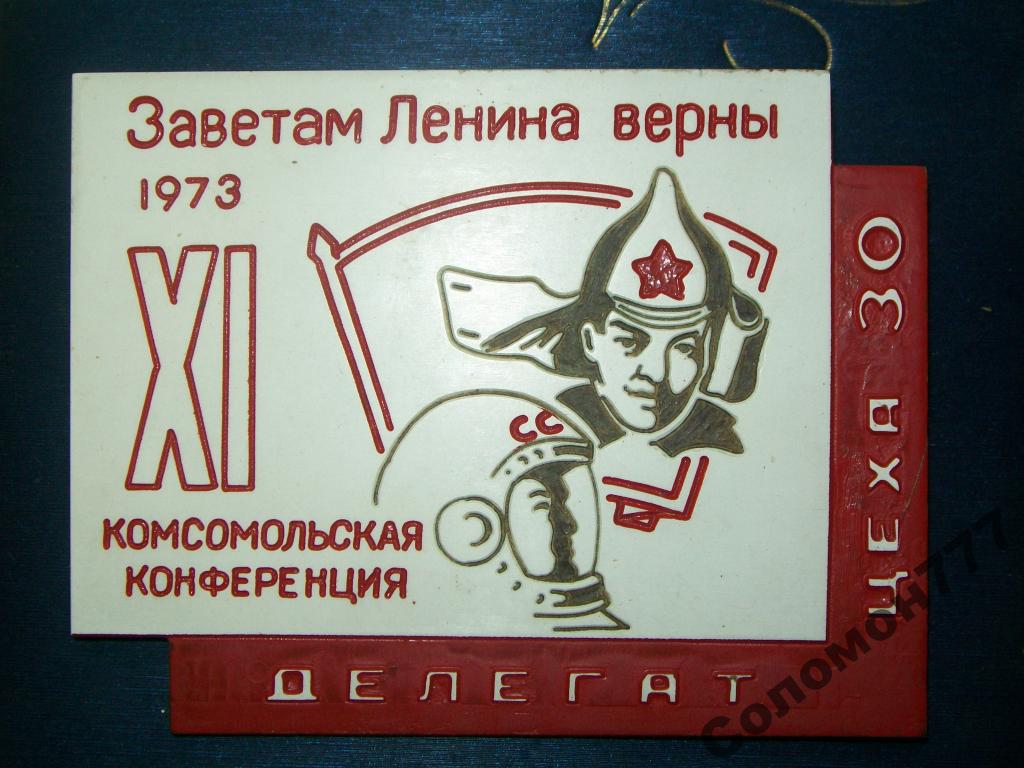 Заветам Ленина верны
1973
XI
КОМСОМОЛЬСКАЯ
КОНФЕРЕНЦИЯ
СС
ДЕЛЕГАТ
ЦЕХА 30
Соломон777